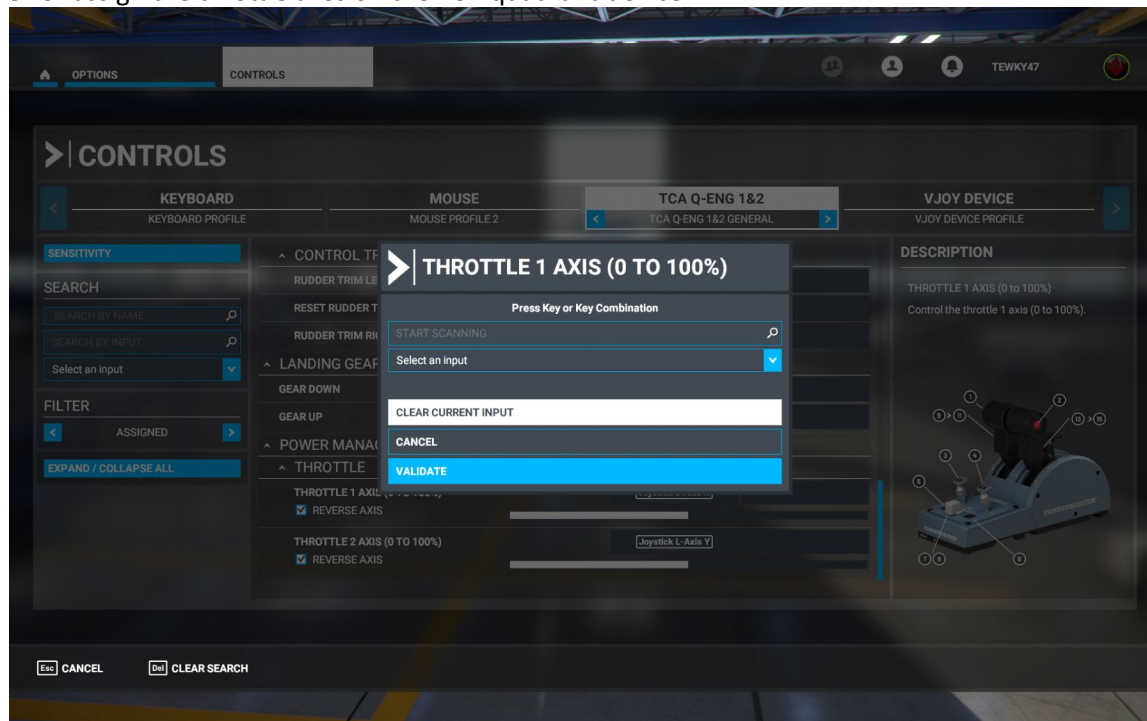 OPTIONS
CONTROLS
TEWKY47
CONTROLS
KEYBOARD
KEYBOARD PROFILE
MOUSE
MOUSE PROFILE 2
TCA Q-ENG 1&2
TCA Q-ENG 1&2 GENERAL
VJOY DEVICE
VJOY DEVICE PROFILE
SENSITIVITY
SEARCH
SEARCH BY NAME
SEARCH BY INPUT
Select an input
FILTER
ASSIGNED
EXPAND / COLLAPSE ALL
CONTROL
RUDDER TRIM
RESET RUDDER
RUDDER TRIM
LANDING GEAR
GEAR DOWN
GEAR UP
POWER
THROTTLE
THROTTLE 1 AXIS
REVERSE AXIS
THROTTLE 2 AXIS (0 TO 100%)
Joystick L-Axis Y
REVERSE AXIS
THROTTLE 1 AXIS (0 TO 100%)
Press Key or Key Combination
START SCANNING
Select an input
CLEAR CURRENT INPUT
CANCEL
VALIDATE
DESCRIPTION
THROTTLE 1 AXIS (0 to 100%)
Control the throttle 1 axis (0 to 100%).
THRUSTMASTER
Esc CANCEL
Del CLEAR SEARCH